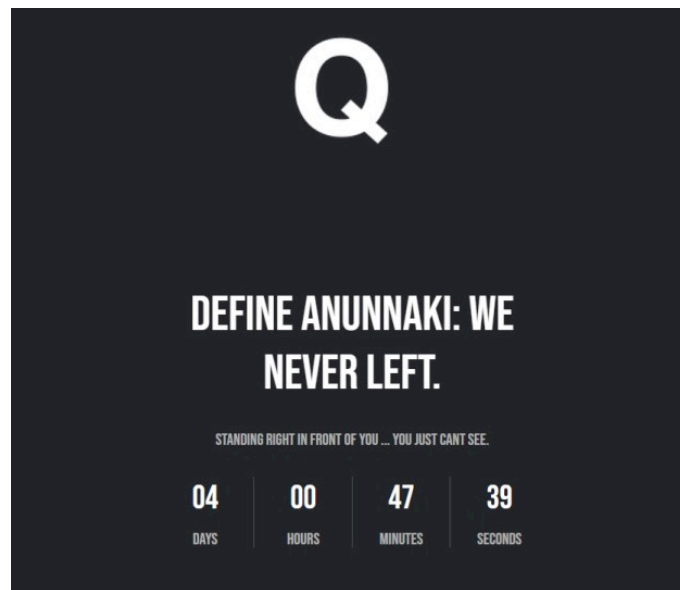 Q
DEFINE ANUNNAKI: WE
NEVER LEFT.
STANDING RIGHT IN FRONT OF YOU ... YOU JUST CANT SEE.
04 00 47 39
DAYS HOURS MINUTES SECONDS